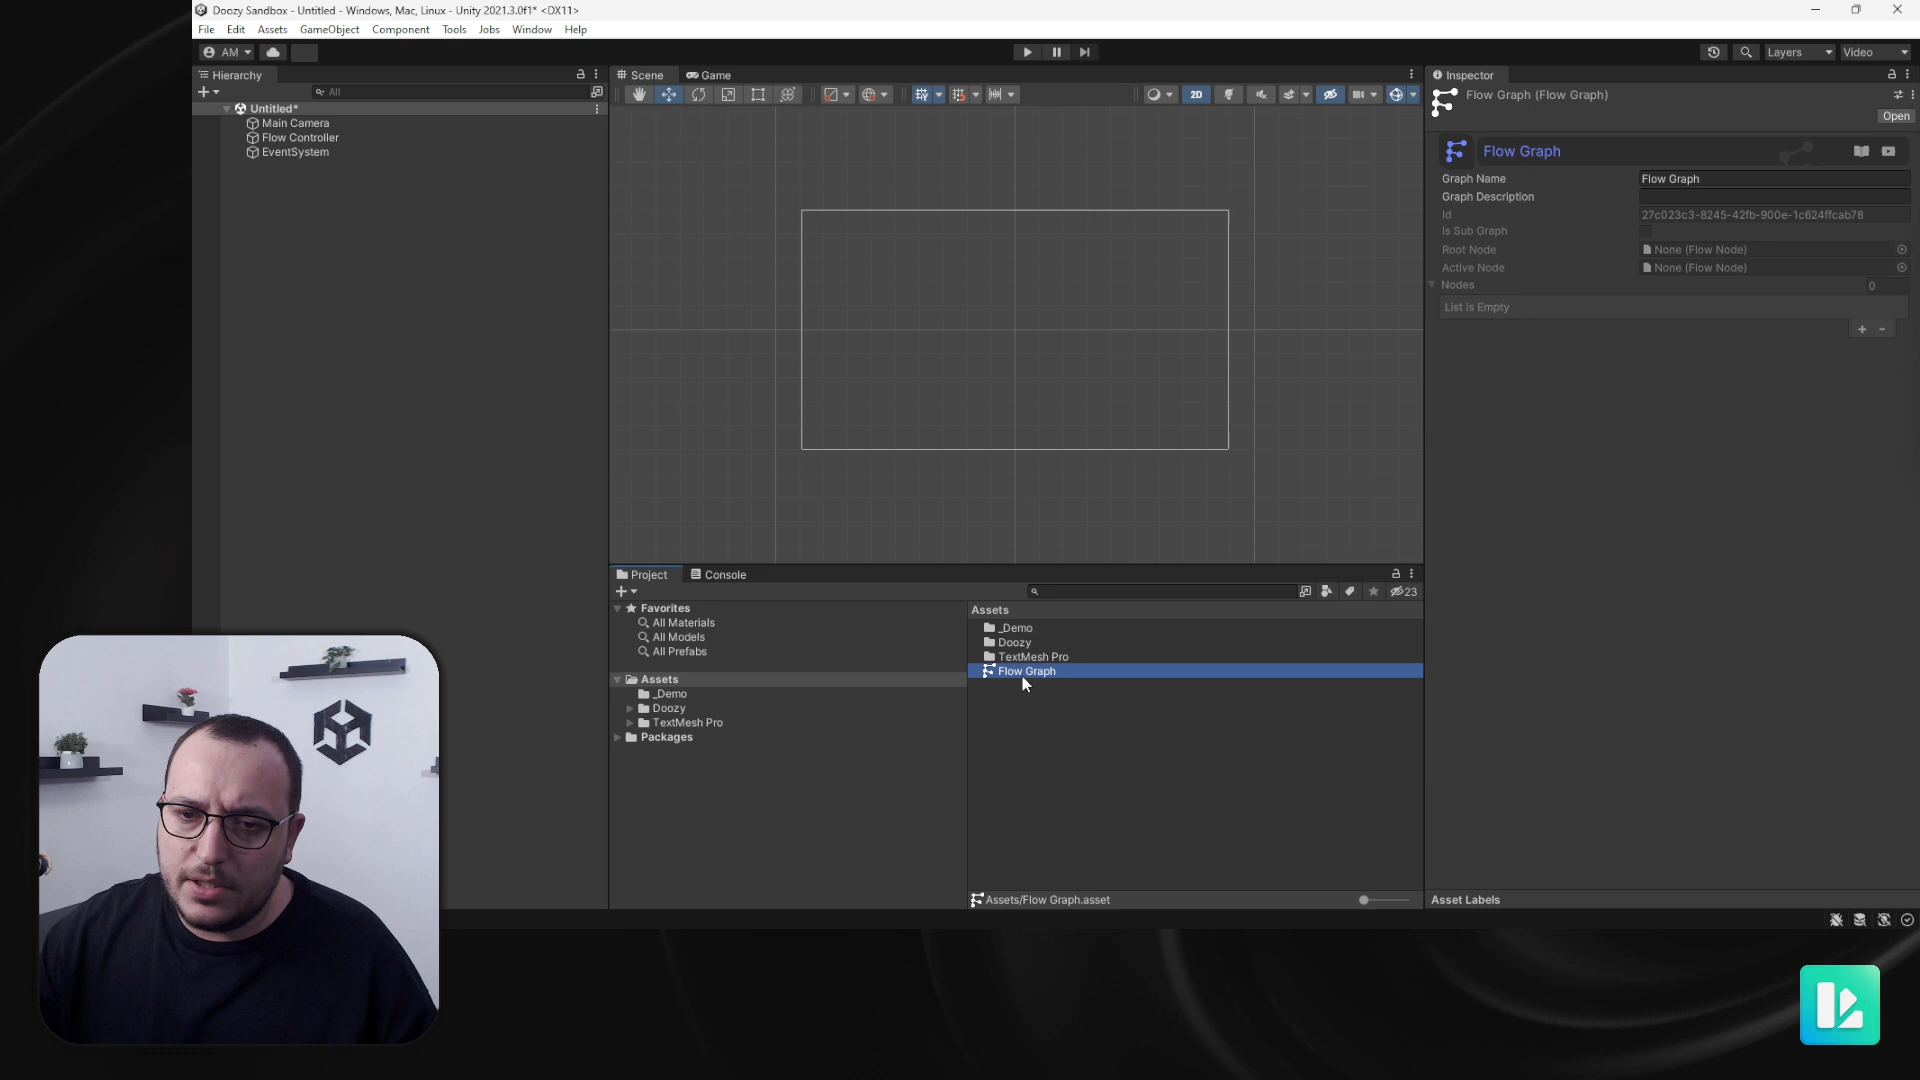 Doozy Sandbox - Untitled - Windows, Mac, Linux - Unity 2021.3.0f1* <DX11>
File Edit Assets GameObject Component Tools Jobs Window Help
AM
Layers
Video
Hierarchy
All
Untitled*
Main Camera
Flow Controller
EventSystem
Scene
Game
2D
Project
Console
23
Favorites
All Materials
All Models
All Prefabs
Assets
_Demo
Doozy
TextMesh Pro
Packages
Assets
_Demo
Doozy
TextMesh Pro
Flow Graph
Assets/Flow Graph.asset
Inspector
Flow Graph (Flow Graph)
Open
Flow Graph
Graph Name Flow Graph
Graph Description
Id 27c023c3-8245-42fb-900e-1c624ffcab78
Is Sub Graph
Root Node None (Flow Node)
Active Node None (Flow Node)
Nodes 0
List is Empty
+ -
Asset Labels